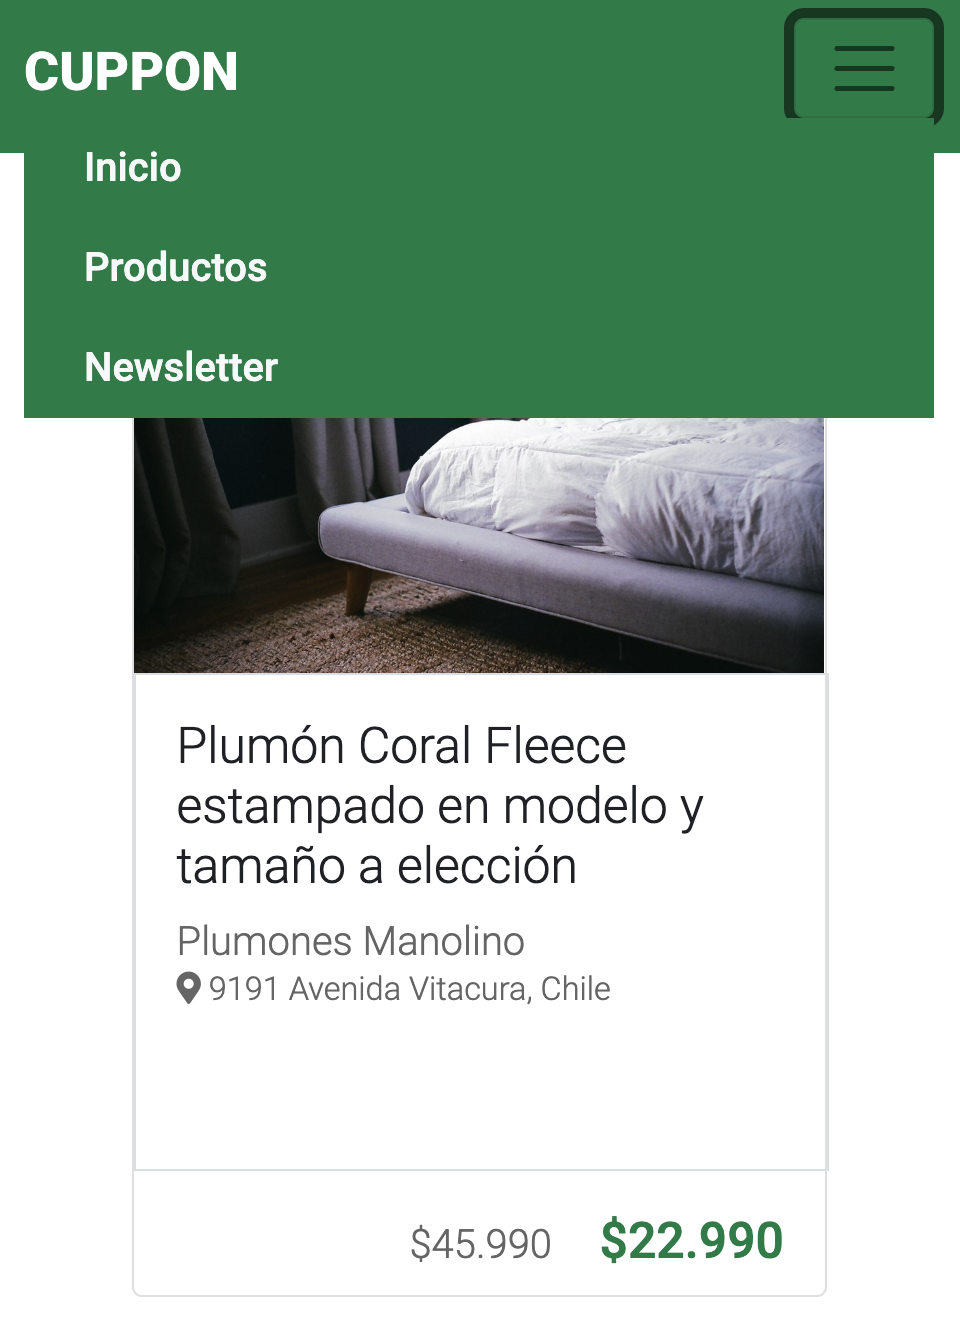 CUPPON
Inicio
Productos
Newsletter
Plumón Coral Fleece
estampado en modelo y
tamaño a elección
Plumones Manolino
9191 Avenida Vitacura, Chile
$45.990 $22.990